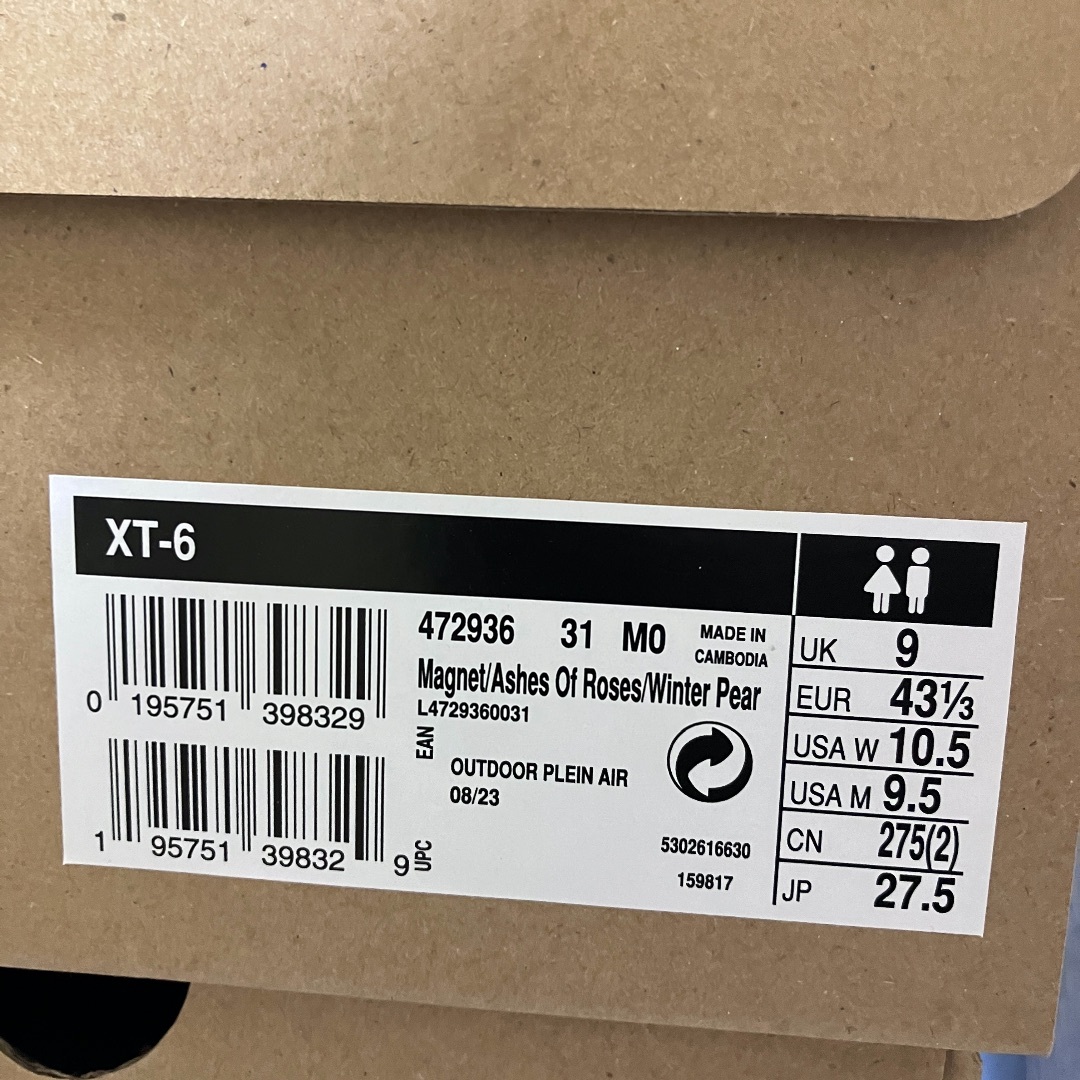 XT-6
0 195751 398329
1 95751 39832 9
EAN
UPC
472936 31 M0 MADE IN CAMBODIA
Magnet/Ashes Of Roses/Winter Pear
L4729360031
OUTDOOR PLEIN AIR
08/23
5302616630
159817
UK 9
EUR 43⅓
USA W 10.5
USA M 9.5
CN 275(2)
JP 27.5